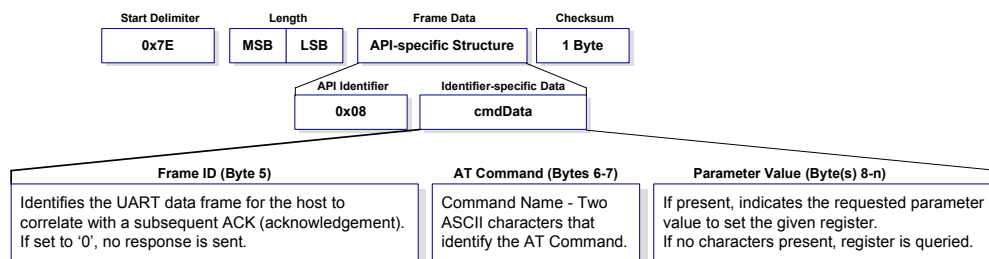 Start Delimiter Length Frame Data Checksum
0x7E MSB LSB API-specific Structure 1 Byte
API Identifier Identifier-specific Data
0x08 cmdData
Frame ID (Byte 5)
Identifies the UART data frame for the host to
correlate with a subsequent ACK (acknowledgement).
If set to ‘0’, no response is sent.
AT Command (Bytes 6-7)
Command Name - Two
ASCII characters that
identify the AT Command.
Parameter Value (Byte(s) 8-n)
If present, indicates the requested parameter
value to set the given register.
If no characters present, register is queried.